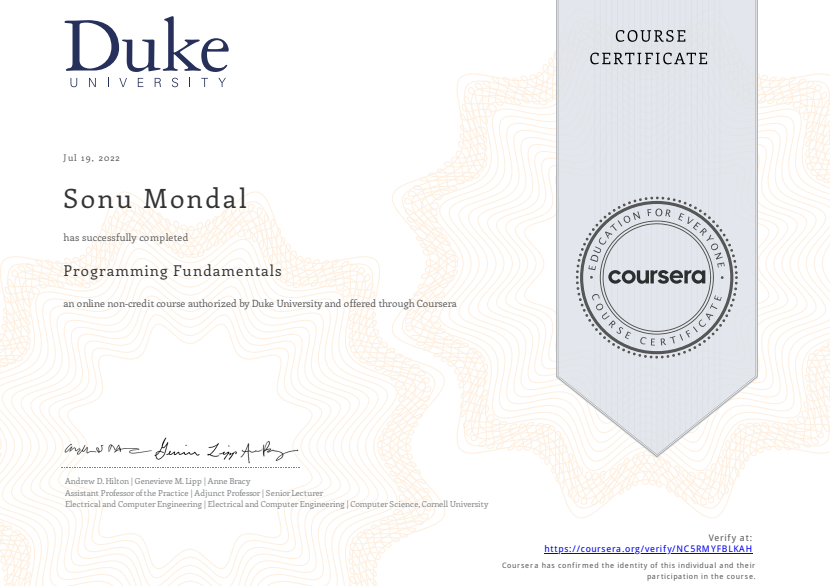 Duke
UNIVERSITY
COURSE
CERTIFICATE
Jul 19, 2022
Sonu Mondal
has successfully completed
Programming Fundamentals
an online non-credit course authorized by Duke University and offered through Coursera
EDUCATION FOR EVERYONE
coursera
COURSE CERTIFICATE
Andrew D. Hilton | Genevieve M. Lipp | Anne Bracy
Assistant Professor of the Practice | Adjunct Professor | Senior Lecturer
Electrical and Computer Engineering | Electrical and Computer Engineering | Computer Science, Cornell University
Verify at:
https://coursera.org/verify/NC5RMYFBLKAH
Coursera has confirmed the identity of this individual and their
participation in the course.